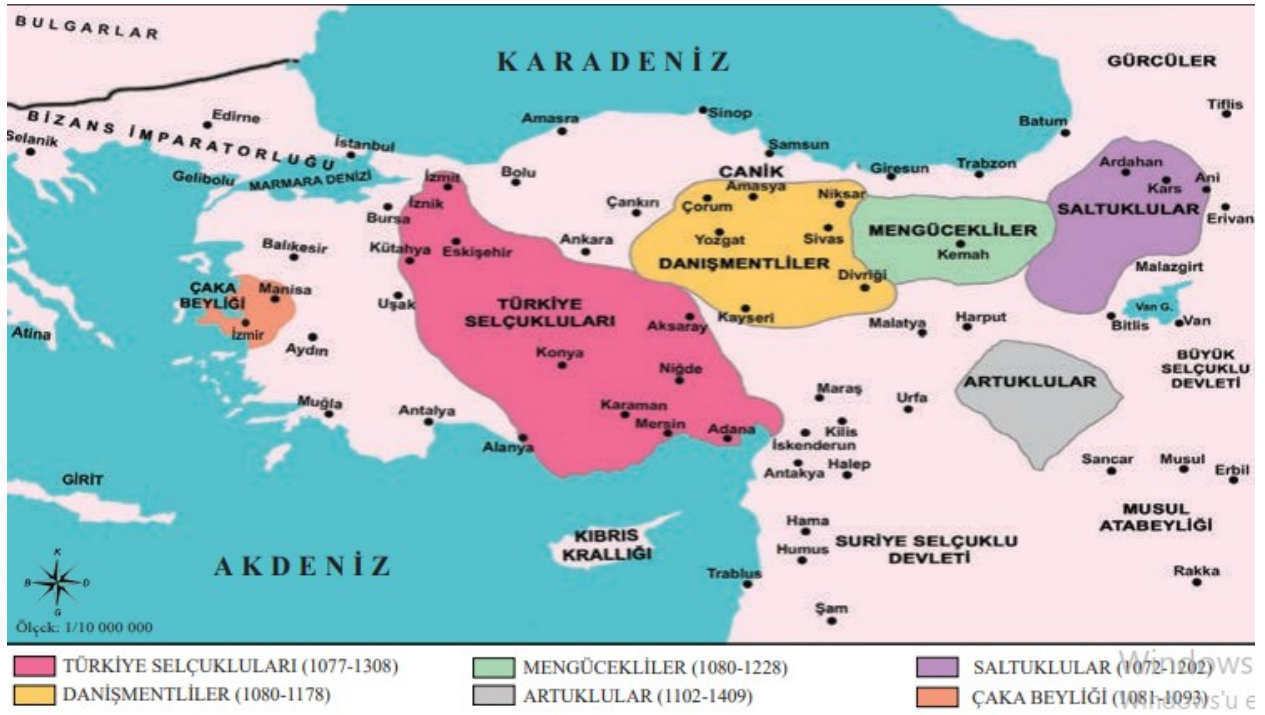 BULGARLAR
KARADENİZ
GÜRCÜLER
Tiflis
BİZANS İMPARATORLUĞU
Edirne
Selanik
İstanbul
Gelibolu
MARMARA DENİZİ
İzmit
İznik
Bursa
Bolu
Amasra
Sinop
Samsun
CANİK
Giresun
Trabzon
Batum
Ardahan
Kars
Ani
SALTUKLULAR
Erivan
Çankırı
Çorum
Amasya
Niksar
MENGÜCEKLİLER
Kemah
Balıkesir
Kütahya
Eskişehir
Ankara
Yozgat
Sivas
DANIŞMENTLİLER
Divriği
Malazgirt
ÇAKA
BEYLİĞİ
Manisa
İzmir
Uşak
TÜRKİYE
SELÇUKLULARI
Aksaray
Kayseri
Malatya
Harput
Van G.
Bitlis
Van
Atina
Aydın
Konya
Niğde
BÜYÜK
SELÇUKLU
DEVLETİ
ARTUKLULAR
Muğla
Antalya
Alanya
Karaman
Mersin
Adana
Maraş
Urfa
Kilis
İskenderun
Antakya
Halep
Sancar
Musul
Erbil
GİRİT
AKDENİZ
KIBRIS
KRALLIĞI
Hama
Humus
SURİYE SELÇUKLU
DEVLETİ
MUSUL
ATABEYLİĞİ
Trablus
Rakka
Şam
K
B
D
G
Ölçek: 1/10 000 000
TÜRKİYE SELÇUKLULARI (1077-1308)
MENGÜCEKLİLER (1080-1228)
SALTUKLULAR (1072-1202)
DANİŞMENTLİLER (1080-1178)
ARTUKLULAR (1102-1409)
ÇAKA BEYLİĞİ (1081-1093)
Windows
Windows'u e